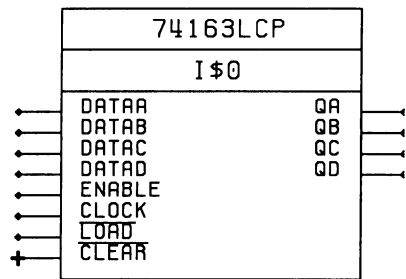 74163LCP
I$0
DATAA QA
DATAB QB
DATAC QC
DATAD QD
ENABLE
CLOCK
LOAD
CLEAR